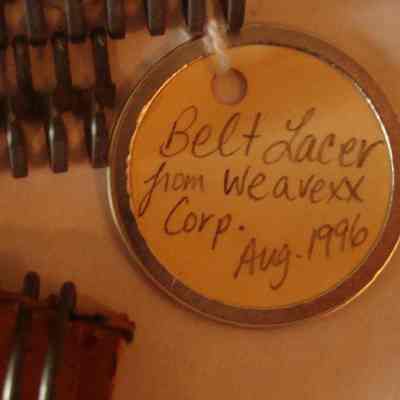 Belt Lacer
from Weavexx
Corp.
Aug. 1996